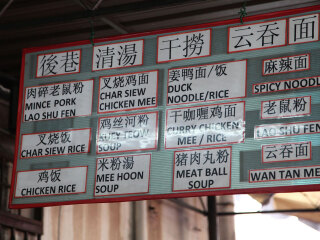 後巷 清湯 干撈 云吞面
肉碎老鼠粉
MINCE PORK
LAO SHU FEN
叉烧鸡面
CHAR SIEW
CHICKEN MEE
姜鸭面/饭
DUCK
NOODLE/RICE
麻辣面
SPICY NOODL
叉烧饭
CHAR SIEW RICE
鸡丝河粉
KUEY TEOW
SOUP
干咖喱鸡面
CURRY CHICKEN
MEE
老鼠粉
LAO SHU FEN
鸡饭
CHICKEN RICE
米粉湯
MEE HOON
SOUP
猪肉丸粉
MEAT BALL
SOUP
云吞面
WAN TAN MEE